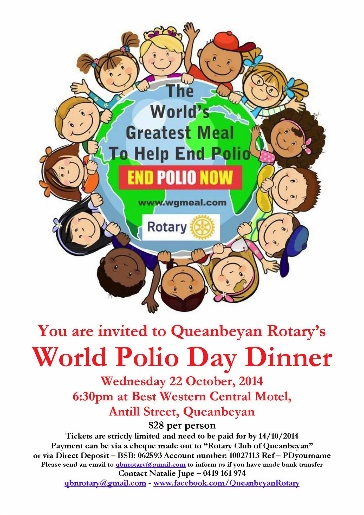 The
World's
Greatest Meal
To Help End Polio
END POLIO NOW
www.wgmeal.com
Rotary
You are invited to Queanbeyan Rotary's
World Polio Day Dinner
Wednesday 22 October, 2014
6:30pm at Best Western Central Motel,
Antill Street, Queanbeyan
$28 per person
Tickets are strictly limited and need to be paid for by 14/10/2014
Payment can be via a cheque made out to "Rotary Club of Queanbeyan"
or via Direct Deposit – BSB: 062593 Account number: 10027113 Ref – PDyourname
Please send an email to qbnrotary@gmail.com to inform us if you have made bank transfer
Contact Natalie Jupe – 0419 161 974
qbnrotary@gmail.com - www.facebook.com/QueanbeyanRotary